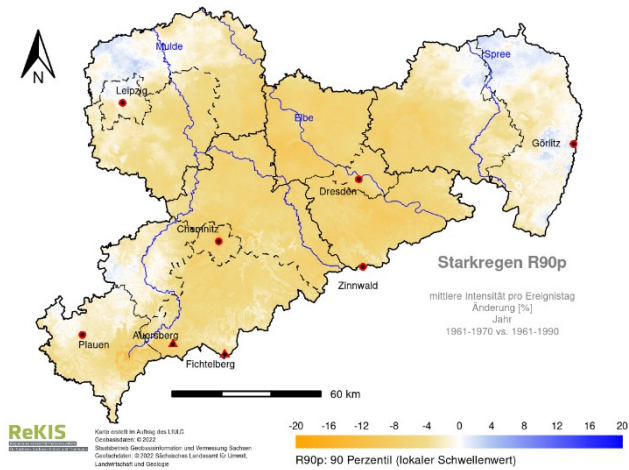 N
Mulde
Spree
Leipzig
Elbe
Görlitz
Dresden
Chemnitz
Zinnwald
Starkregen R90p
mittlere Intensität pro Ereignistag
Änderung [%]
Jahr
1961-1970 vs. 1961-1990
Auersberg
Plauen
Fichtelberg
60 km
ReKIS
Karte erstellt im Auftrag des LfULG
Geobasisdaten: © 2022
Staatsbetrieb Geobasisinformation und Vermessung Sachsen
Geofachdaten: © 2022 Sächsisches Landesamt für Umwelt,
Landwirtschaft und Geologie
-20 -16 -12 -8 -4 0 4 8 12 16 20
R90p: 90 Perzentil (lokaler Schwellenwert)